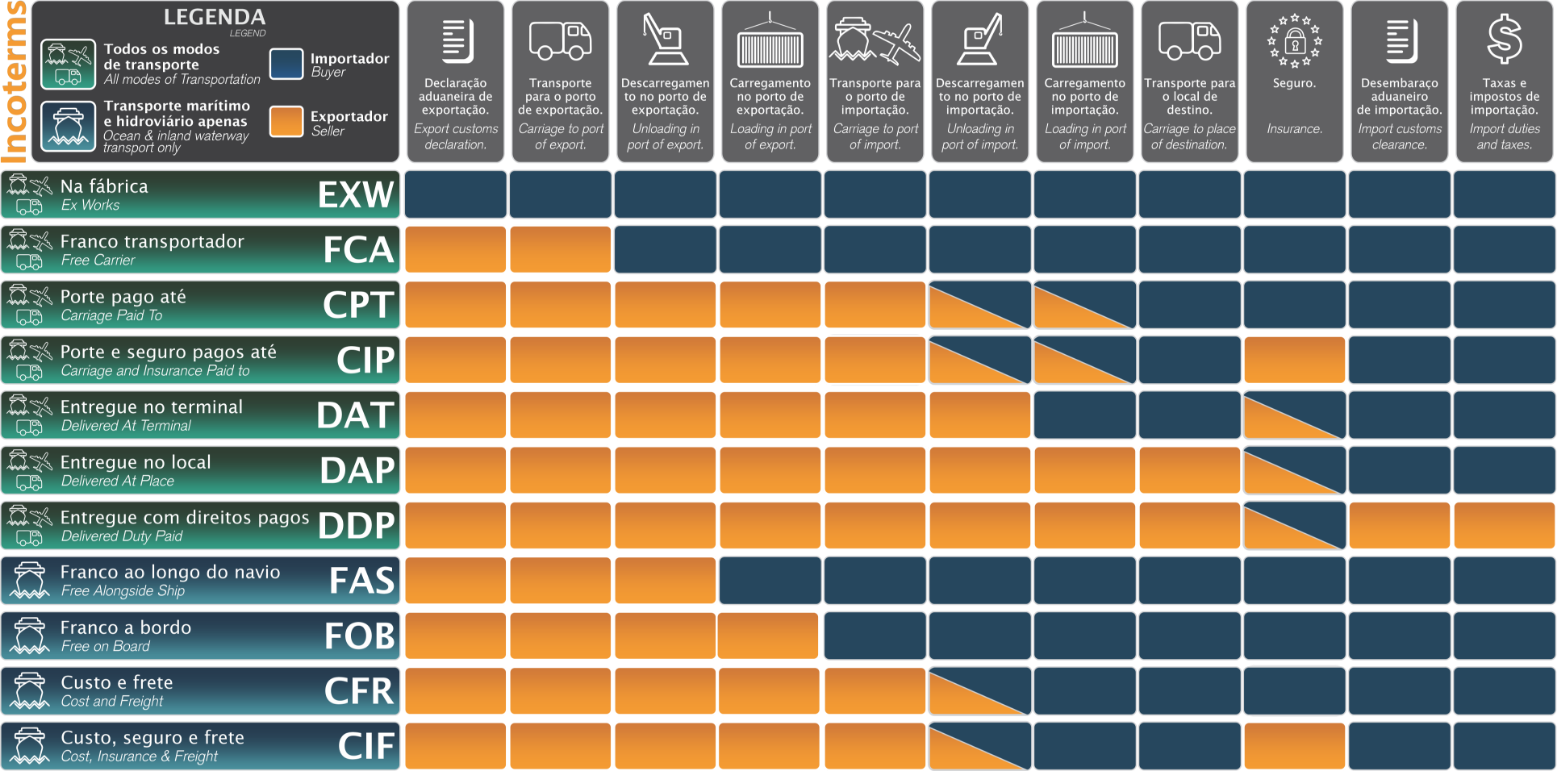 Incoterms
LEGENDA
LEGEND
Todos os modos
de transporte
All modes of Transportation
Importador
Buyer
Transporte marítimo
e hidroviário apenas
Ocean & inland waterway
transport only
Exportador
Seller
Declaração
aduaneira de
exportação.
Export customs
declaration.
Transporte
para o porto
de exportação.
Carriage to port
of export.
Descarregamen
to no porto de
exportação.
Unloading in
port of export.
Carregamento
no porto de
exportação.
Loading in port
of export.
Transporte para
o porto de
importação.
Carriage to port
of import.
Descarregamen
to no porto de
importação.
Unloading in
port of import.
Carregamento
no porto de
importação.
Loading in port
of import.
Transporte para
o local de
destino.
Carriage to place
of destination.
Seguro.
Insurance.
Desembaraço
aduaneiro
de importação.
Import customs
clearance.
$
Taxas e
impostos de
importação.
Import duties
and taxes.
Na fábrica
Ex Works
EXW
Franco transportador
Free Carrier
FCA
Porte pago até
Carriage Paid To
CPT
Porte e seguro pagos até
Carriage and Insurance Paid to
CIP
Entregue no terminal
Delivered At Terminal
DAT
Entregue no local
Delivered At Place
DAP
Entregue com direitos pagos
Delivered Duty Paid
DDP
Franco ao longo do navio
Free Alongside Ship
FAS
Franco a bordo
Free on Board
FOB
Custo e frete
Cost and Freight
CFR
Custo, seguro e frete
Cost, Insurance & Freight
CIF